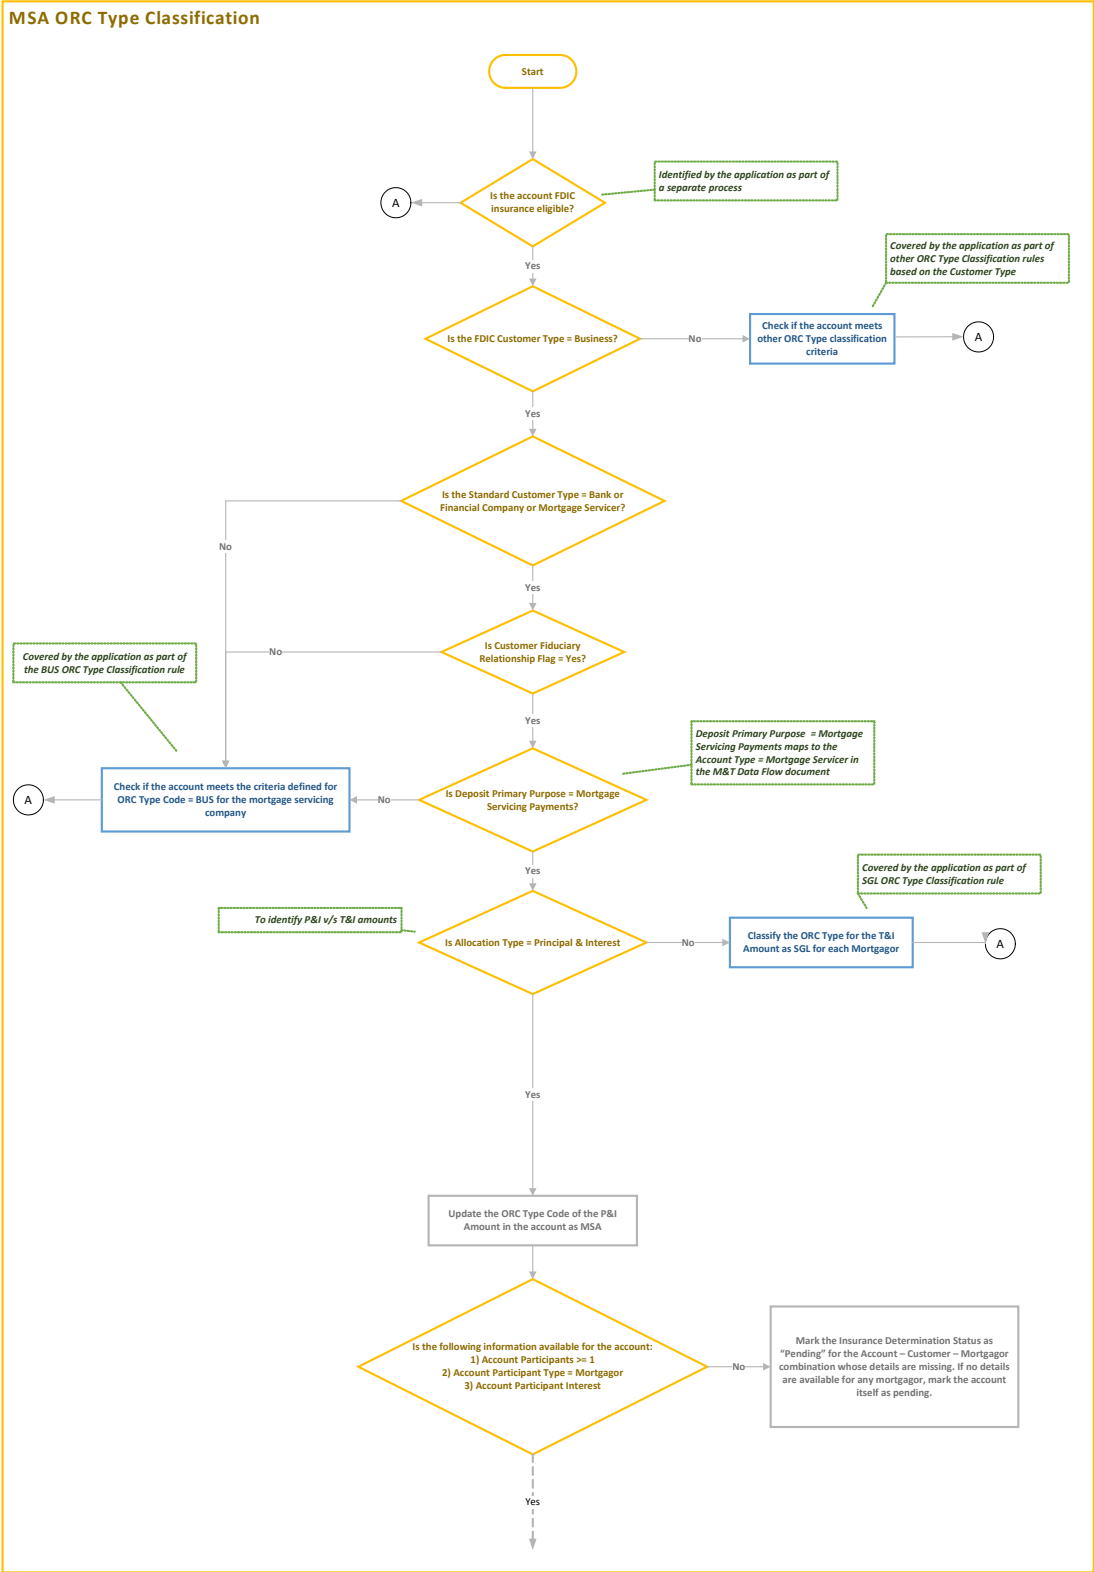 MSA ORC Type Classification
Start
Is the account FDIC
insurance eligible?
Identified by the application as part of
a separate process
A
Yes
Covered by the application as part of
other ORC Type Classification rules
based on the Customer Type
Is the FDIC Customer Type = Business?
No
Check if the account meets
other ORC Type classification
criteria
A
Yes
Is the Standard Customer Type = Bank or
Financial Company or Mortgage Servicer?
No
Yes
Is Customer Fiduciary
Relationship Flag = Yes?
No
Covered by the application as part of
the BUS ORC Type Classification rule
Yes
Deposit Primary Purpose = Mortgage
Servicing Payments maps to the
Account Type = Mortgage Servicer in
the M&T Data Flow document
A
Check if the account meets the criteria defined for
ORC Type Code = BUS for the mortgage servicing
company
No
Is Deposit Primary Purpose = Mortgage
Servicing Payments?
Yes
Covered by the application as part of
SGL ORC Type Classification rule
To identify P&I v/s T&I amounts
Is Allocation Type = Principal & Interest
No
Classify the ORC Type for the T&I
Amount as SGL for each Mortgagor
A
Yes
Update the ORC Type Code of the P&I
Amount in the account as MSA
Is the following information available for the account:
1) Account Participants >= 1
2) Account Participant Type = Mortgagor
3) Account Participant Interest
No
Mark the Insurance Determination Status as
“Pending” for the Account – Customer – Mortgagor
combination whose details are missing. If no details
are available for any mortgagor, mark the account
itself as pending.
Yes